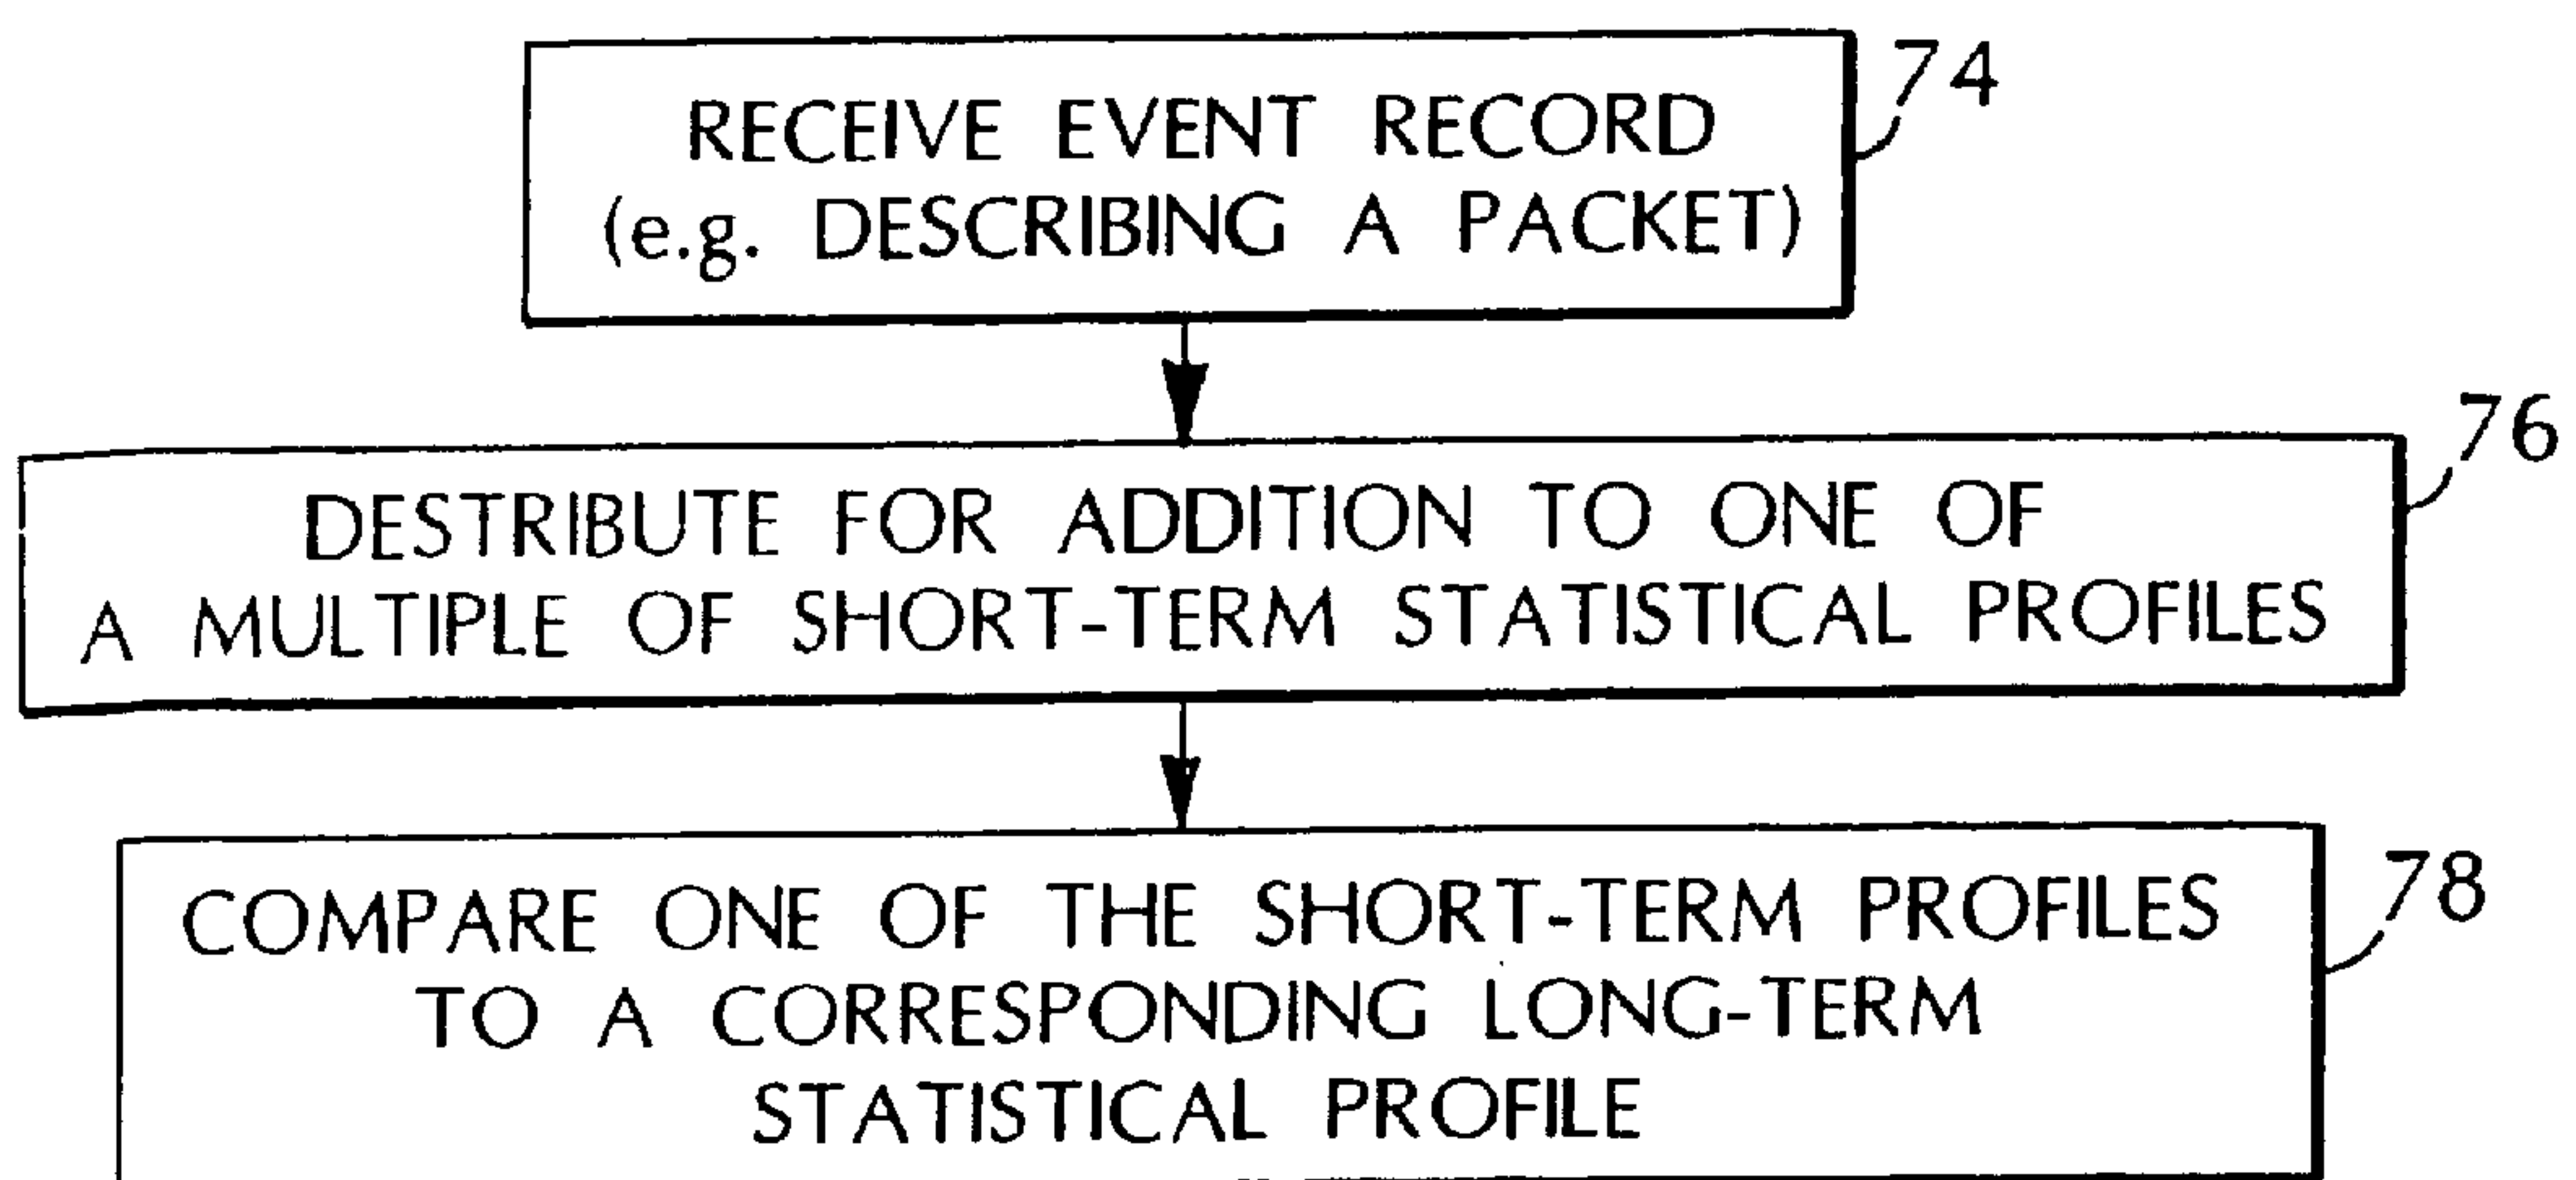 RECEIVE EVENT RECORD
(e.g. DESCRIBING A PACKET)
74
DESTRIBUTE FOR ADDITION TO ONE OF
A MULTIPLE OF SHORT-TERM STATISTICAL PROFILES
76
COMPARE ONE OF THE SHORT-TERM PROFILES
TO A CORRESPONDING LONG-TERM
STATISTICAL PROFILE
78